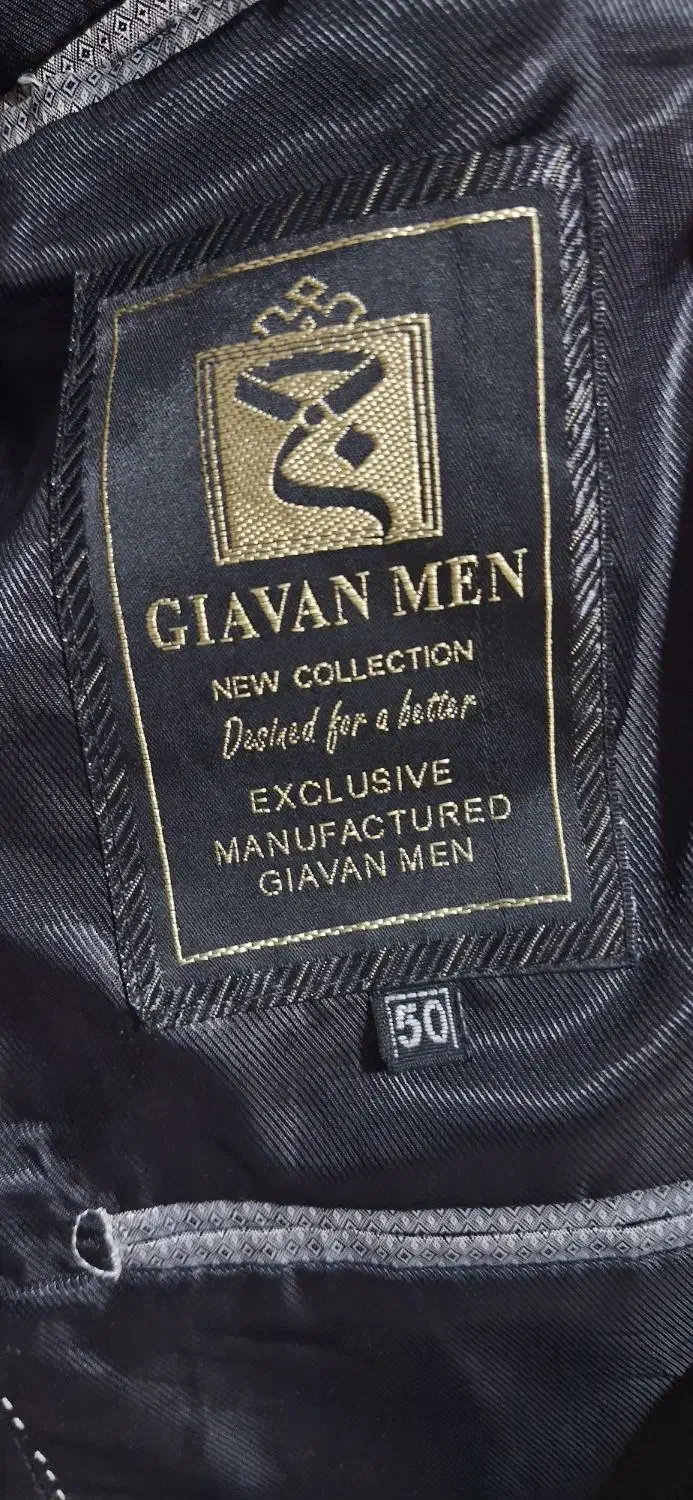 GIAVAN MEN
NEW COLLECTION
Desined for a better
EXCLUSIVE
MANUFACTURED
GIAVAN MEN
50